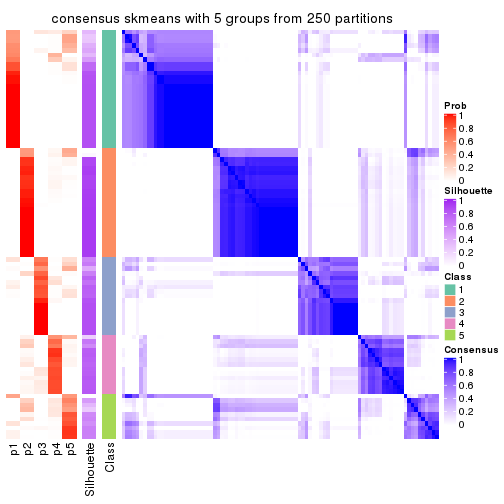 consensus skmeans with 5 groups from 250 partitions
Prob
1
0.8
0.6
0.4
0.2
0
Silhouette
1
0.8
0.6
0.4
0.2
0
Class
1
2
3
4
5
Consensus
1
0.8
0.6
0.4
0.2
0
p1
p2
p3
p4
p5
Silhouette
Class